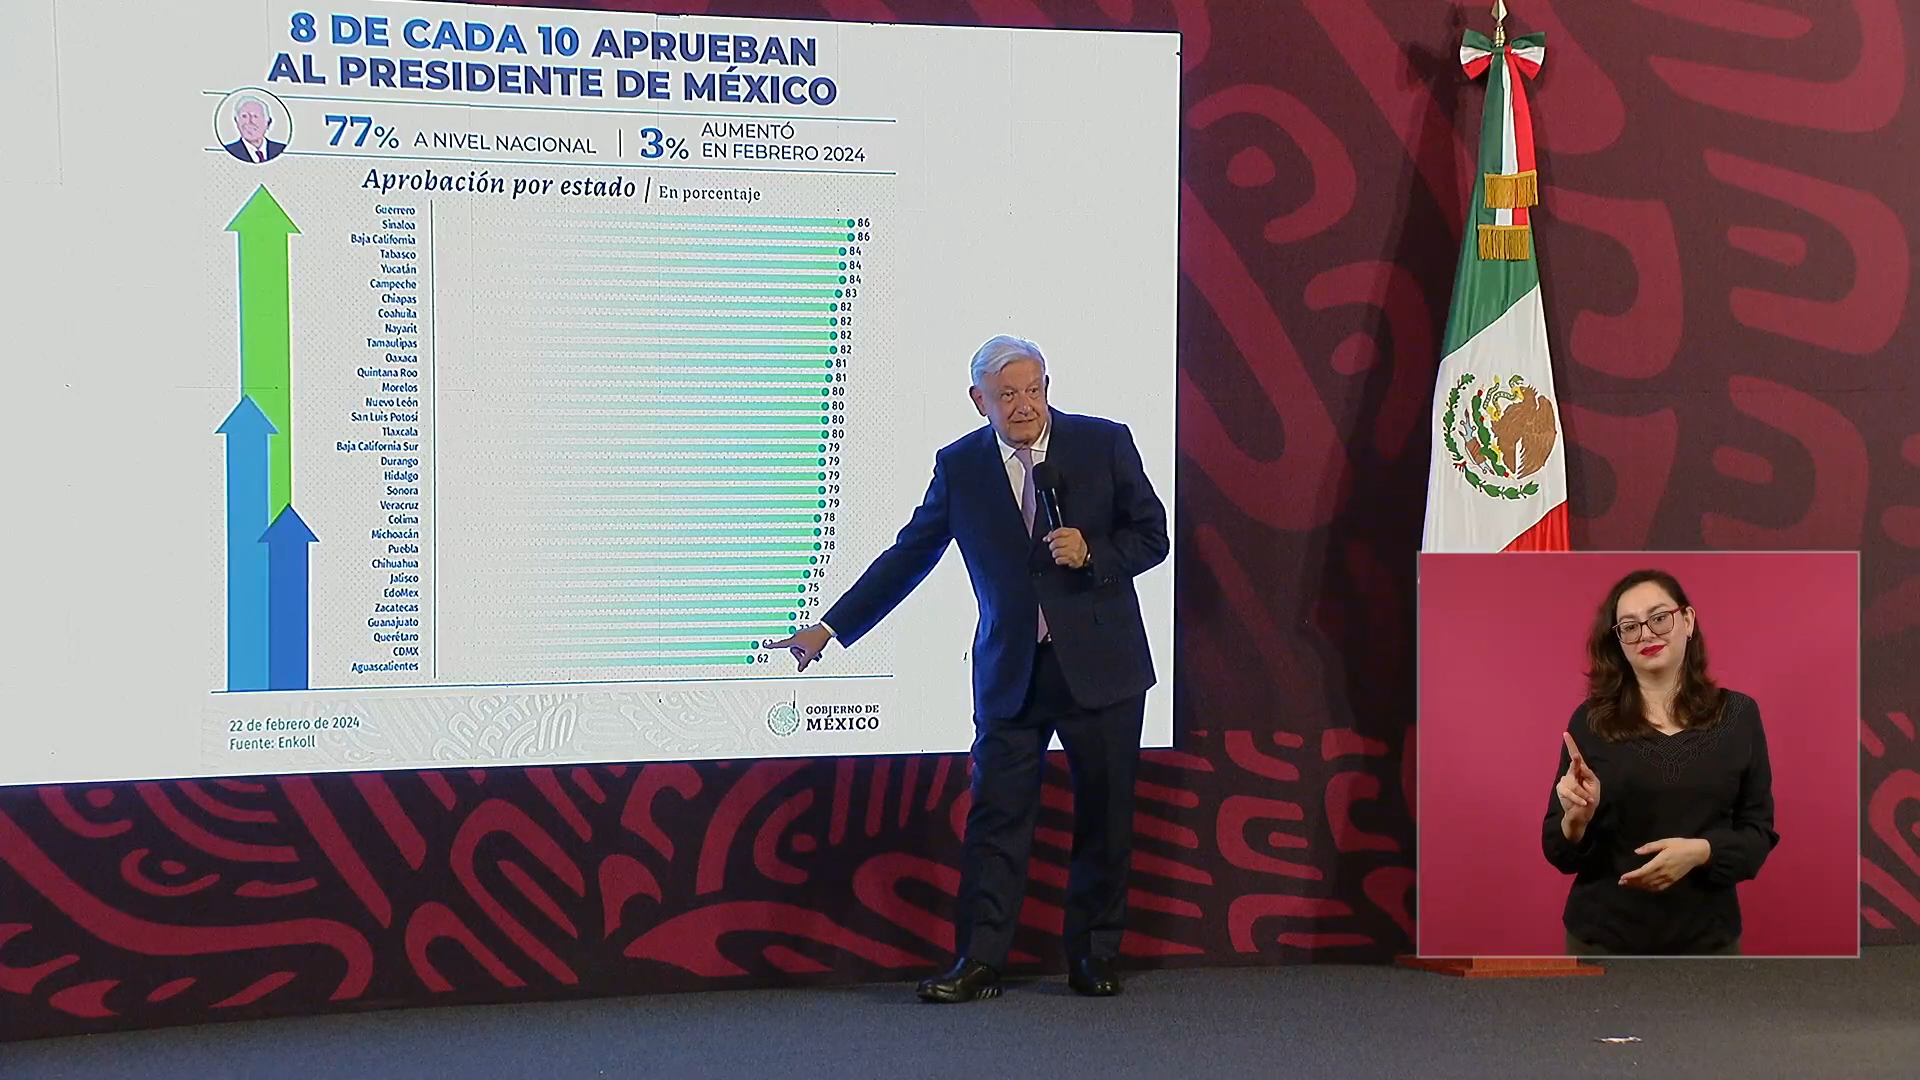 8 DE CADA 10 APRUEBAN
AL PRESIDENTE DE MÉXICO
77% A NIVEL NACIONAL | 3% AUMENTÓ
EN FEBRERO 2024
Aprobación por estado | En porcentaje
Guerrero 86
Sinaloa 86
Baja California 84
Tabasco 84
Yucatán 84
Campeche 83
Chiapas 82
Coahuila 82
Nayarit 82
Tamaulipas 82
Oaxaca 81
Quintana Roo 81
Morelos 80
Nuevo León 80
San Luis Potosí 80
Tlaxcala 80
Baja California Sur 79
Durango 79
Hidalgo 79
Sonora 79
Veracruz 79
Colima 78
Michoacán 78
Puebla 78
Chihuahua 77
Jalisco 76
EdoMex 75
Zacatecas 75
Guanajuato 72
Querétaro
CDMX
Aguascalientes 62
22 de febrero de 2024
Fuente: Enkoll
GOBIERNO DE
MÉXICO